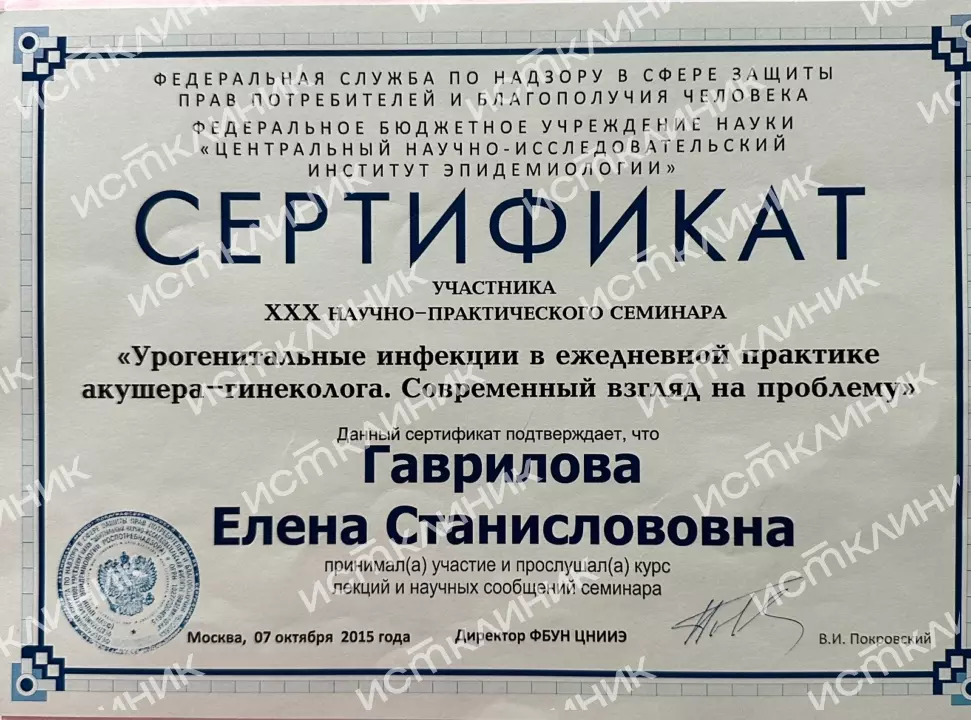 ФЕДЕРАЛЬНАЯ СЛУЖБА ПО НАДЗОРУ В СФЕРЕ ЗАЩИТЫ
ПРАВ ПОТРЕБИТЕЛЕЙ И БЛАГОПОЛУЧИЯ ЧЕЛОВЕКА
ФЕДЕРАЛЬНОЕ БЮДЖЕТНОЕ УЧРЕЖДЕНИЕ НАУКИ
«ЦЕНТРАЛЬНЫЙ НАУЧНО-ИССЛЕДОВАТЕЛЬСКИЙ
ИНСТИТУТ ЭПИДЕМИОЛОГИИ»
СЕРТИФИКАТ
УЧАСТНИКА
XXX НАУЧНО-ПРАКТИЧЕСКОГО СЕМИНАРА
«Урогенитальные инфекции в ежедневной практике
акушера-гинеколога. Современный взгляд на проблему»
Данный сертификат подтверждает, что
Гаврилова
Елена Станислововна
принимал(а) участие и прослушал(а) курс
лекций и научных сообщений семинара
Москва, 07 октября 2015 года Директор ФБУН ЦНИИЭ В.И. Покровский
ИСТКЛИНИК